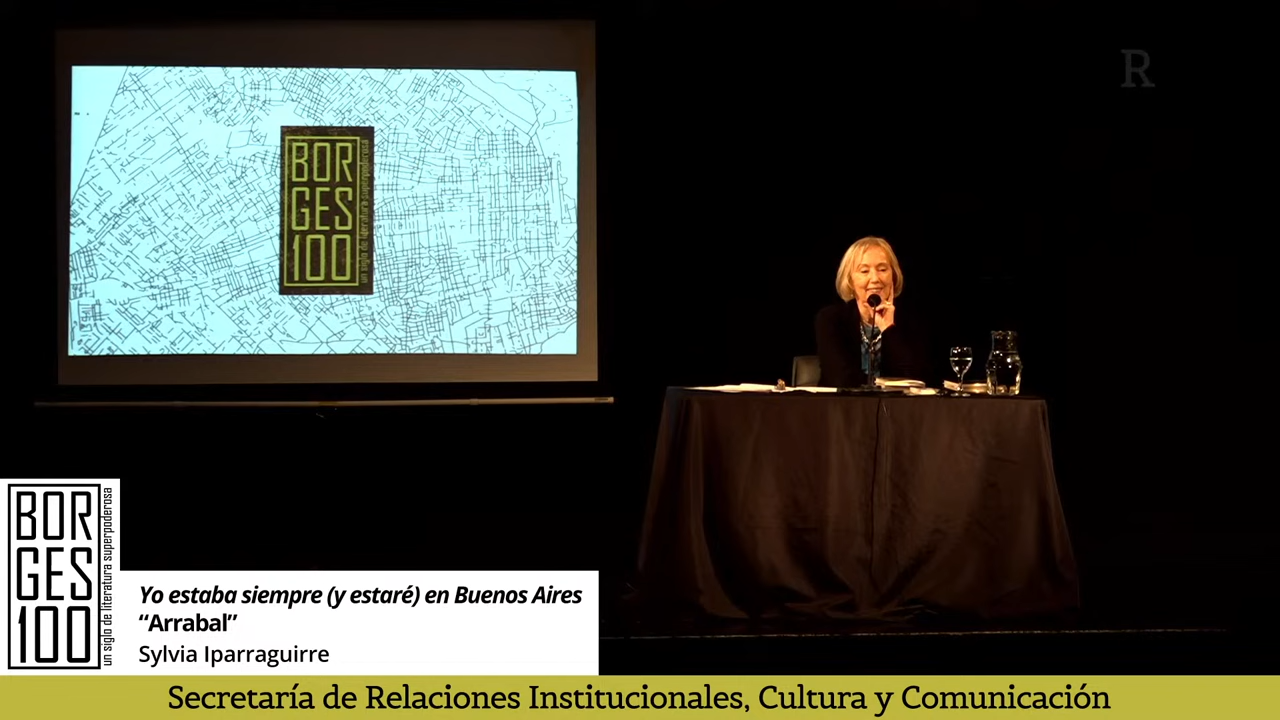 BOR
GES
100
un siglo de literatura superpoderosa
R
BOR
GES
100
un siglo de literatura superpoderosa
Yo estaba siempre (y estaré) en Buenos Aires
“Arrabal”
Sylvia Iparraguirre
Secretaría de Relaciones Institucionales, Cultura y Comunicación